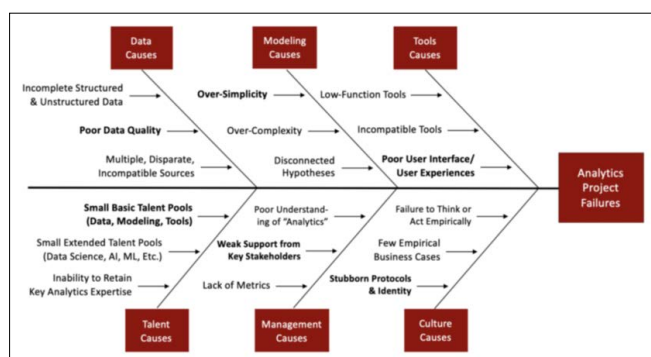 Data
Causes
Modeling
Causes
Tools
Causes
Incomplete Structured
& Unstructured Data
Over-Simplicity
Low-Function Tools
Poor Data Quality
Over-Complexity
Incompatible Tools
Multiple, Disparate,
Incompatible Sources
Disconnected
Hypotheses
Poor User Interface/
User Experiences
Analytics
Project
Failures
Small Basic Talent Pools
(Data, Modeling, Tools)
Poor Understand-
ing of “Analytics”
Failure to Think or
Act Empirically
Small Extended Talent Pools
(Data Science, AI, ML, Etc.)
Weak Support from
Key Stakeholders
Few Empirical
Business Cases
Inability to Retain
Key Analytics Expertise
Lack of Metrics
Stubborn Protocols
& Identity
Talent
Causes
Management
Causes
Culture
Causes